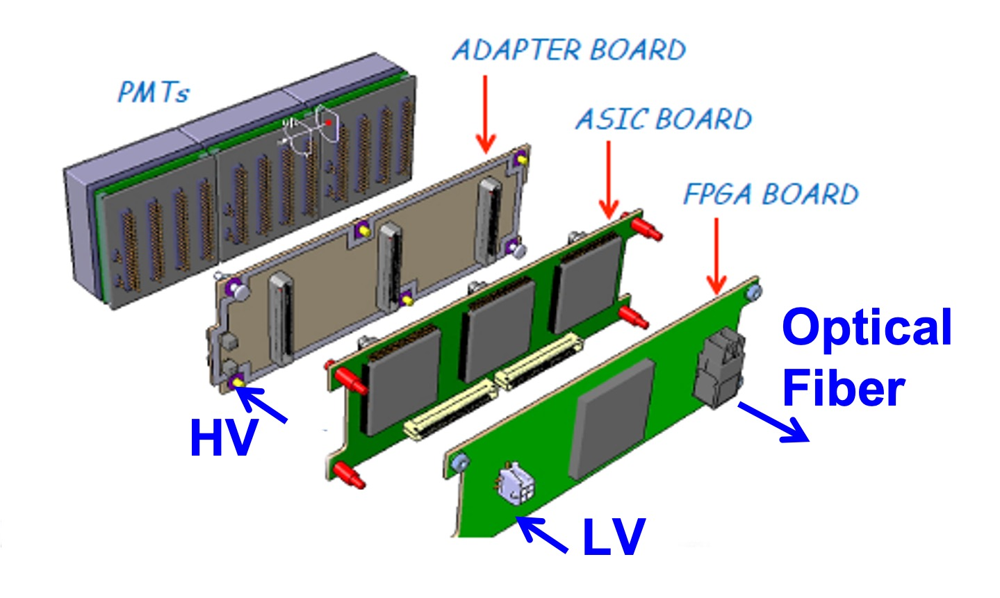 ADAPTER BOARD
PMTs
ASIC BOARD
FPGA BOARD
Optical
Fiber
HV
LV